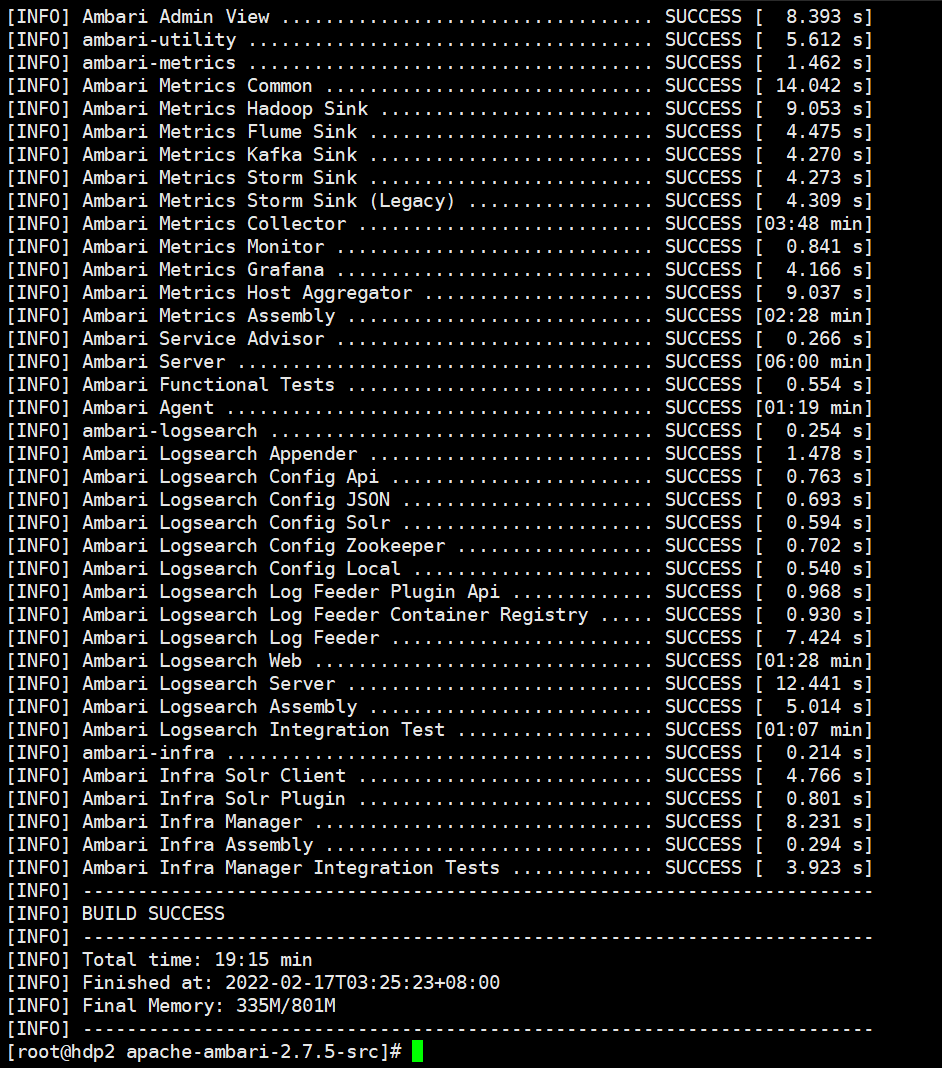 [INFO] Ambari Admin View .................................. SUCCESS [  8.393 s]
[INFO] ambari-utility ..................................... SUCCESS [  5.612 s]
[INFO] ambari-metrics ..................................... SUCCESS [  1.462 s]
[INFO] Ambari Metrics Common .............................. SUCCESS [ 14.042 s]
[INFO] Ambari Metrics Hadoop Sink ......................... SUCCESS [  9.053 s]
[INFO] Ambari Metrics Flume Sink .......................... SUCCESS [  4.475 s]
[INFO] Ambari Metrics Kafka Sink .......................... SUCCESS [  4.270 s]
[INFO] Ambari Metrics Storm Sink .......................... SUCCESS [  4.273 s]
[INFO] Ambari Metrics Storm Sink (Legacy) ................. SUCCESS [  4.309 s]
[INFO] Ambari Metrics Collector ........................... SUCCESS [03:48 min]
[INFO] Ambari Metrics Monitor ............................. SUCCESS [  0.841 s]
[INFO] Ambari Metrics Grafana ............................. SUCCESS [  4.166 s]
[INFO] Ambari Metrics Host Aggregator ..................... SUCCESS [  9.037 s]
[INFO] Ambari Metrics Assembly ............................ SUCCESS [02:28 min]
[INFO] Ambari Service Advisor ............................. SUCCESS [  0.266 s]
[INFO] Ambari Server ...................................... SUCCESS [06:00 min]
[INFO] Ambari Functional Tests ............................ SUCCESS [  0.554 s]
[INFO] Ambari Agent ....................................... SUCCESS [01:19 min]
[INFO] ambari-logsearch ................................... SUCCESS [  0.254 s]
[INFO] Ambari Logsearch Appender .......................... SUCCESS [  1.478 s]
[INFO] Ambari Logsearch Config Api ........................ SUCCESS [  0.763 s]
[INFO] Ambari Logsearch Config JSON ....................... SUCCESS [  0.693 s]
[INFO] Ambari Logsearch Config Solr ....................... SUCCESS [  0.594 s]
[INFO] Ambari Logsearch Config Zookeeper .................. SUCCESS [  0.702 s]
[INFO] Ambari Logsearch Config Local ...................... SUCCESS [  0.540 s]
[INFO] Ambari Logsearch Log Feeder Plugin Api ............. SUCCESS [  0.968 s]
[INFO] Ambari Logsearch Log Feeder Container Registry ..... SUCCESS [  0.930 s]
[INFO] Ambari Logsearch Log Feeder ........................ SUCCESS [  7.424 s]
[INFO] Ambari Logsearch Web ............................... SUCCESS [01:28 min]
[INFO] Ambari Logsearch Server ............................ SUCCESS [ 12.441 s]
[INFO] Ambari Logsearch Assembly .......................... SUCCESS [  5.014 s]
[INFO] Ambari Logsearch Integration Test .................. SUCCESS [01:07 min]
[INFO] ambari-infra ....................................... SUCCESS [  0.214 s]
[INFO] Ambari Infra Solr Client ........................... SUCCESS [  4.766 s]
[INFO] Ambari Infra Solr Plugin ........................... SUCCESS [  0.801 s]
[INFO] Ambari Infra Manager ............................... SUCCESS [  8.231 s]
[INFO] Ambari Infra Assembly .............................. SUCCESS [  0.294 s]
[INFO] Ambari Infra Manager Integration Tests ............. SUCCESS [  3.923 s]
[INFO] ------------------------------------------------------------------------
[INFO] BUILD SUCCESS
[INFO] ------------------------------------------------------------------------
[INFO] Total time: 19:15 min
[INFO] Finished at: 2022-02-17T03:25:23+08:00
[INFO] Final Memory: 335M/801M
[INFO] ------------------------------------------------------------------------
[root@hdp2 apache-ambari-2.7.5-src]#